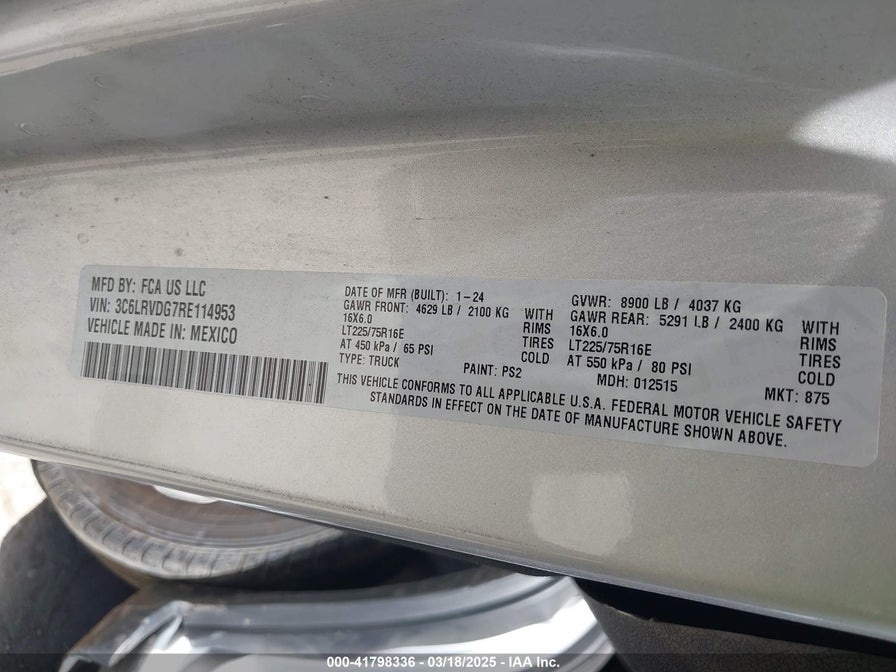 MFD BY: FCA US LLC
VIN: 3C6LRVDG7RE114953
VEHICLE MADE IN: MEXICO
DATE OF MFR (BUILT): 1-24
GAWR FRONT: 4629 LB / 2100 KG WITH
16X6.0 RIMS
LT225/75R16E TIRES
AT 450 kPa / 65 PSI COLD
TYPE: TRUCK PAINT: PS2
GVWR: 8900 LB / 4037 KG
GAWR REAR: 5291 LB / 2400 KG WITH
16X6.0 RIMS
LT225/75R16E TIRES
AT 550 kPa / 80 PSI COLD
MDH: 012515 MKT: 875
THIS VEHICLE CONFORMS TO ALL APPLICABLE U.S.A. FEDERAL MOTOR VEHICLE SAFETY
STANDARDS IN EFFECT ON THE DATE OF MANUFACTURE SHOWN ABOVE.
000-41798336 - 03/18/2025 - IAA Inc.